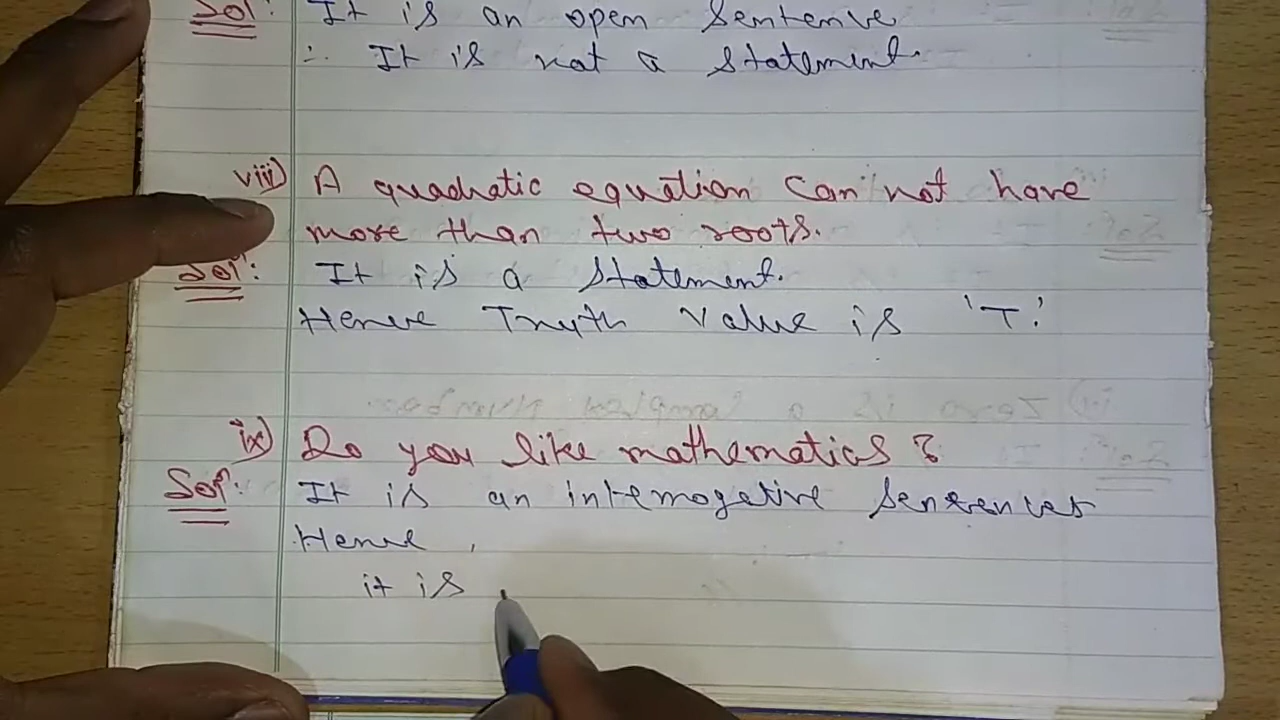 Sol: It is an open Sentence
∴ It is not a Statement.
viii) A quadratic equation can not have
more than two roots.
Sol: It is a Statement.
Hence Truth Value is 'T'.
ix) Do you like mathematics?
Sol: It is an interrogative Sentences
Hence,
it is